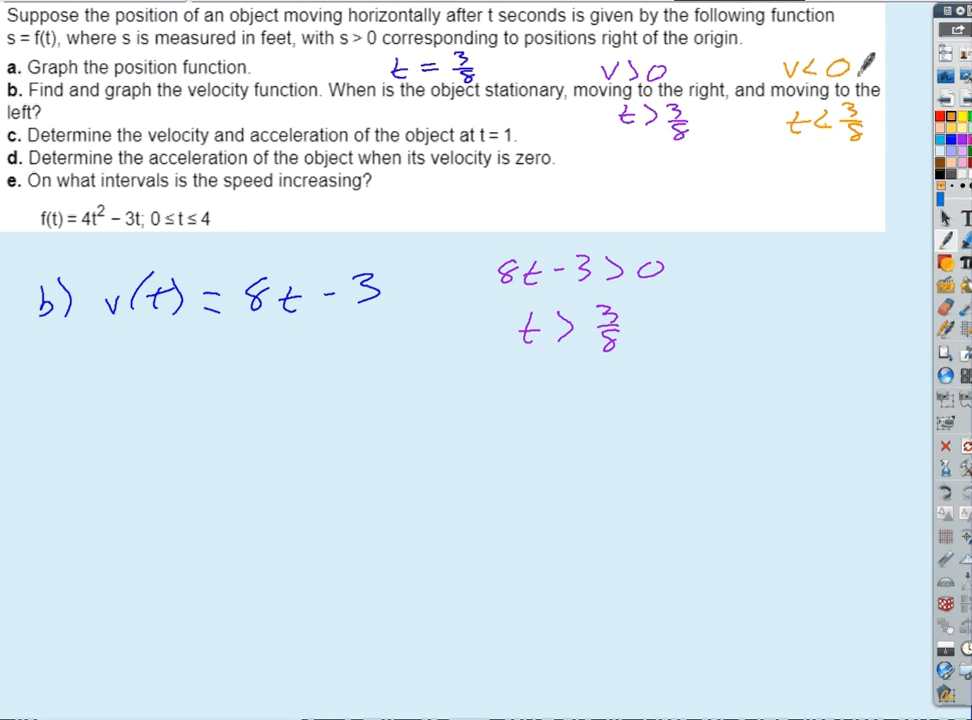 Suppose the position of an object moving horizontally after t seconds is given by the following function
s = f(t), where s is measured in feet, with s > 0 corresponding to positions right of the origin.
a. Graph the position function.
t = 3/8
v > 0
v < 0
b. Find and graph the velocity function. When is the object stationary, moving to the right, and moving to the
left?
t > 3/8
t < 3/8
c. Determine the velocity and acceleration of the object at t = 1.
d. Determine the acceleration of the object when its velocity is zero.
e. On what intervals is the speed increasing?
f(t) = 4t² − 3t; 0 ≤ t ≤ 4
b) v(t) = 8t - 3
8t - 3 > 0
t > 3/8